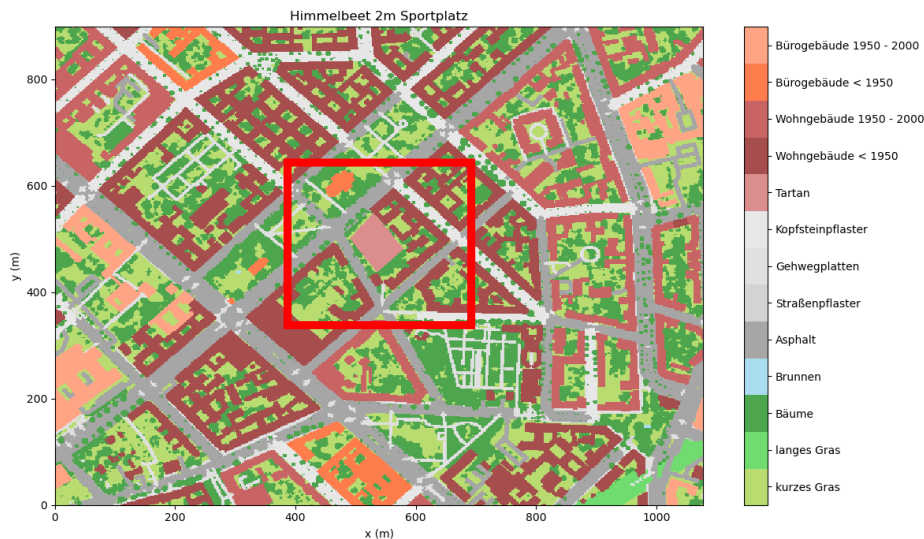 Himmelbeet 2m Sportplatz
800
600
400
200
0
y (m)
0 200 400 600 800 1000
x (m)
Bürogebäude 1950 - 2000
Bürogebäude < 1950
Wohngebäude 1950 - 2000
Wohngebäude < 1950
Tartan
Kopfsteinpflaster
Gehwegplatten
Straßenpflaster
Asphalt
Brunnen
Bäume
langes Gras
kurzes Gras